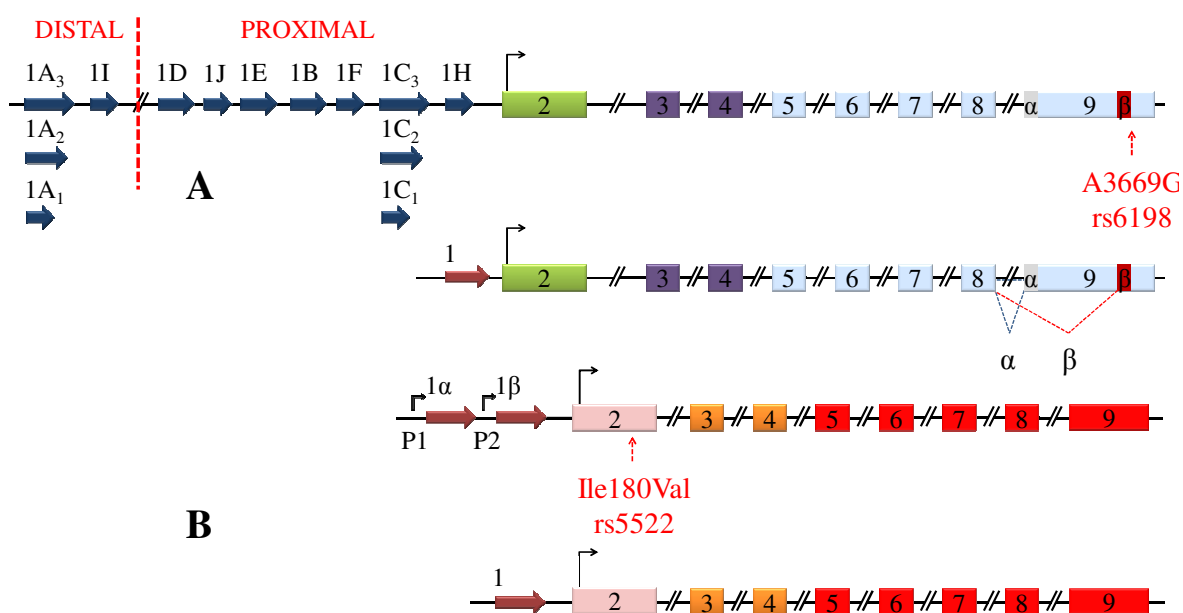 DISTAL PROXIMAL
1A3 1I 1D 1J 1E 1B 1F 1C3 1H
2 3 4 5 6 7 8 α 9 β
1A2 1C2
A
A3669G
rs6198
1A1 1C1
1 2 3 4 5 6 7 8 α 9 β
α β
1α 1β
2 3 4 5 6 7 8 9
P1 P2
Ile180Val
rs5522
B
1 2 3 4 5 6 7 8 9